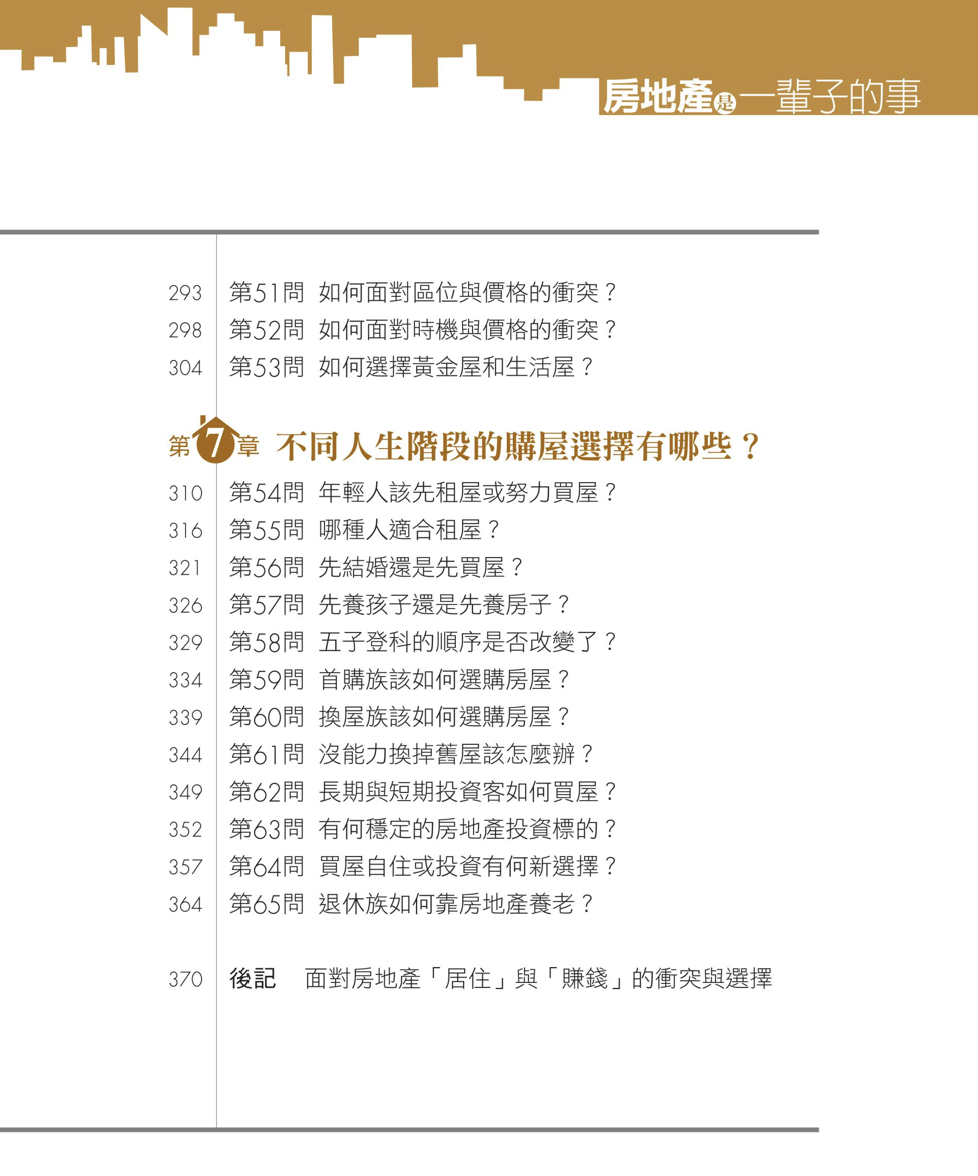 房地產是一輩子的事
293 第51問 如何面對區位與價格的衝突？
298 第52問 如何面對時機與價格的衝突？
304 第53問 如何選擇黃金屋和生活屋？
第7章 不同人生階段的購屋選擇有哪些？
310 第54問 年輕人該先租屋或努力買屋？
316 第55問 哪種人適合租屋？
321 第56問 先結婚還是先買屋？
326 第57問 先養孩子還是先養房子？
329 第58問 五子登科的順序是否改變了？
334 第59問 首購族該如何選購房屋？
339 第60問 換屋族該如何選購房屋？
344 第61問 沒能力換掉舊屋該怎麼辦？
349 第62問 長期與短期投資客如何買屋？
352 第63問 有何穩定的房地產投資標的？
357 第64問 買屋自住或投資有何新選擇？
364 第65問 退休族如何靠房地產養老？
370 後記 面對房地產「居住」與「賺錢」的衝突與選擇